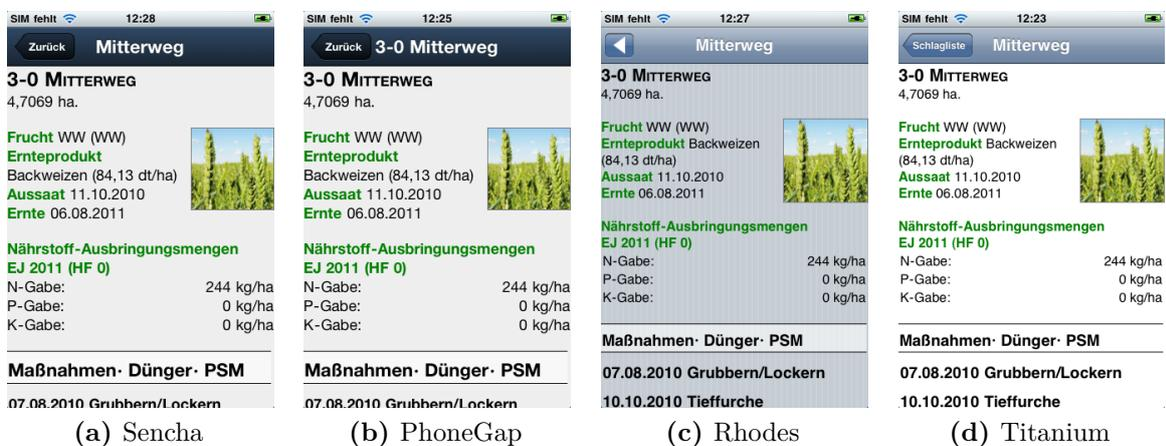 SIM fehlt 12:28
Zurück Mitterweg
3-0 MITTERWEG
4,7069 ha.
Frucht WW (WW)
Ernteprodukt
Backweizen (84,13 dt/ha)
Aussaat 11.10.2010
Ernte 06.08.2011
Nährstoff-Ausbringungsmengen
EJ 2011 (HF 0)
N-Gabe: 244 kg/ha
P-Gabe: 0 kg/ha
K-Gabe: 0 kg/ha
Maßnahmen· Dünger· PSM
07.08.2010 Grubbern/Lockern
(a) Sencha
SIM fehlt 12:25
Zurück 3-0 Mitterweg
3-0 MITTERWEG
4,7069 ha.
Frucht WW (WW)
Ernteprodukt
Backweizen (84,13 dt/ha)
Aussaat 11.10.2010
Ernte 06.08.2011
Nährstoff-Ausbringungsmengen
EJ 2011 (HF 0)
N-Gabe: 244 kg/ha
P-Gabe: 0 kg/ha
K-Gabe: 0 kg/ha
Maßnahmen· Dünger· PSM
07.08.2010 Grubbern/Lockern
(b) PhoneGap
SIM fehlt 12:27
Mitterweg
3-0 MITTERWEG
4,7069 ha.
Frucht WW (WW)
Ernteprodukt Backweizen
(84,13 dt/ha)
Aussaat 11.10.2010
Ernte 06.08.2011
Nährstoff-Ausbringungsmengen
EJ 2011 (HF 0)
N-Gabe: 244 kg/ha
P-Gabe: 0 kg/ha
K-Gabe: 0 kg/ha
Maßnahmen· Dünger· PSM
07.08.2010 Grubbern/Lockern
10.10.2010 Tieffurche
(c) Rhodes
SIM fehlt 12:23
Schlagliste Mitterweg
3-0 MITTERWEG
4,7069 ha.
Frucht WW (WW)
Ernteprodukt Backweizen
(84,13 dt/ha)
Aussaat 11.10.2010
Ernte 06.08.2011
Nährstoff-Ausbringungsmengen
EJ 2011 (HF 0)
N-Gabe: 244 kg/ha
P-Gabe: 0 kg/ha
K-Gabe: 0 kg/ha
Maßnahmen· Dünger· PSM
07.08.2010 Grubbern/Lockern
10.10.2010 Tieffurche
(d) Titanium